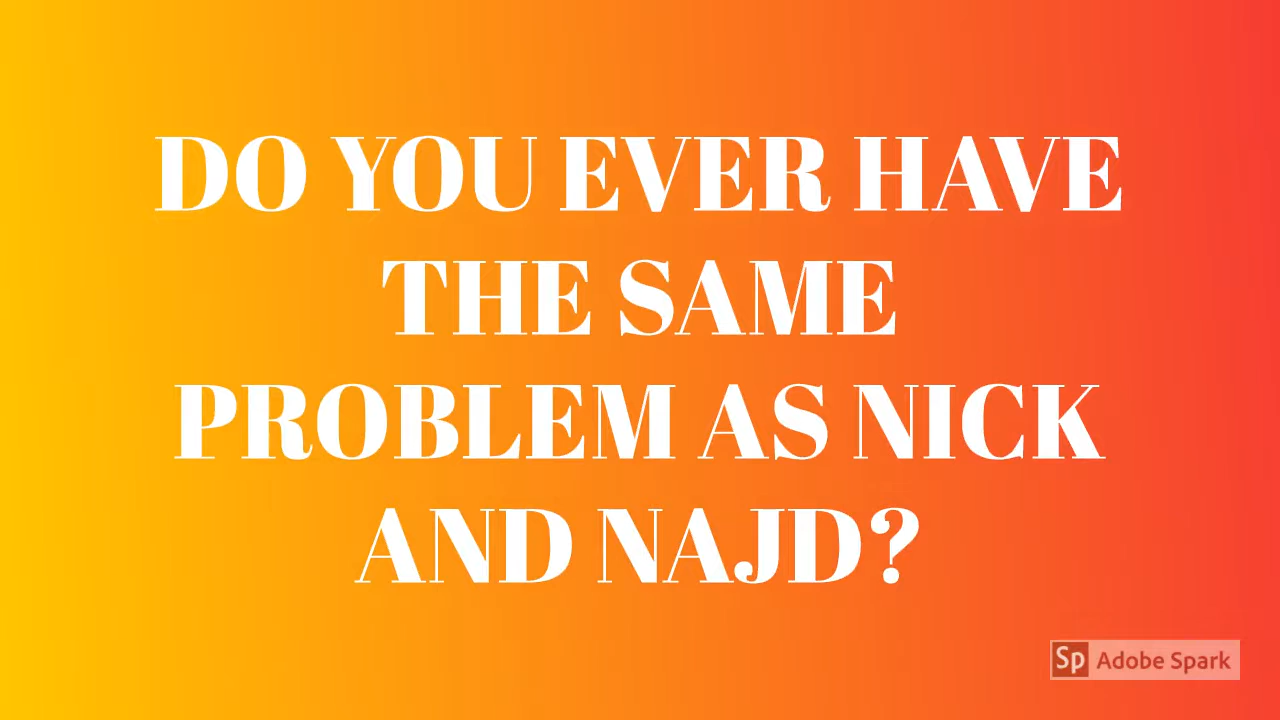 DO YOU EVER HAVE
THE SAME
PROBLEM AS NICK
AND NAJD?
Sp Adobe Spark